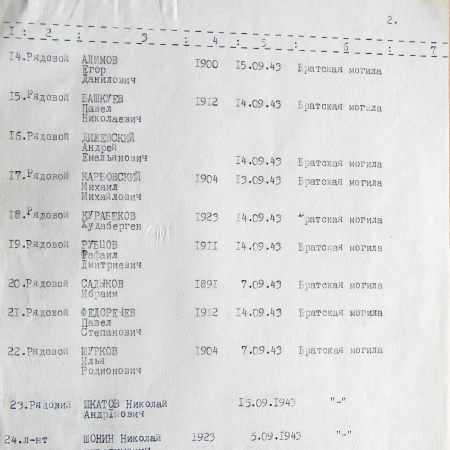 2.
I : 2 : 3 : 4 : 5 : 6 : 7
14.Рядовой АЛИМОВ 1900 15.09.43 Братская могила
Егор
Данилович
15.Рядовой БАШКУЕВ 1912 14.09.43 Братская могила
Павел
Николаевич
16.Рядовой ДИЖЕВСКИЙ
Андрей
Емельянович 14.09.43 Братская могила
17.Рядовой КАРБОВСКИЙ 1904 13.09.43 Братская могила
Михаил
Михайлович
18.Рядовой КУРАБЕКОВ 1923 14.09.43 Братская могила
Худаберген
19.Рядовой РУБЦОВ 1911 14.09.43 Братская могила
Рафаил
Дмитриевич
20.Рядовой САДЫКОВ 1891 7.09.43 Братская могила
Ибраим
21.Рядовой ФЕДОРЕЧЕВ 1912 14.09.43 Братская могила
Павел
Степанович
22.Рядовой ШУРКОВ 1904 7.09.43 Братская могила
Илья
Родионович
23.Рядовий ШКАТОВ Николай 15.09.1943 "-"
Андрійович
24.л-нт ШОНИН Николай 1923 5.09.1943 "-"